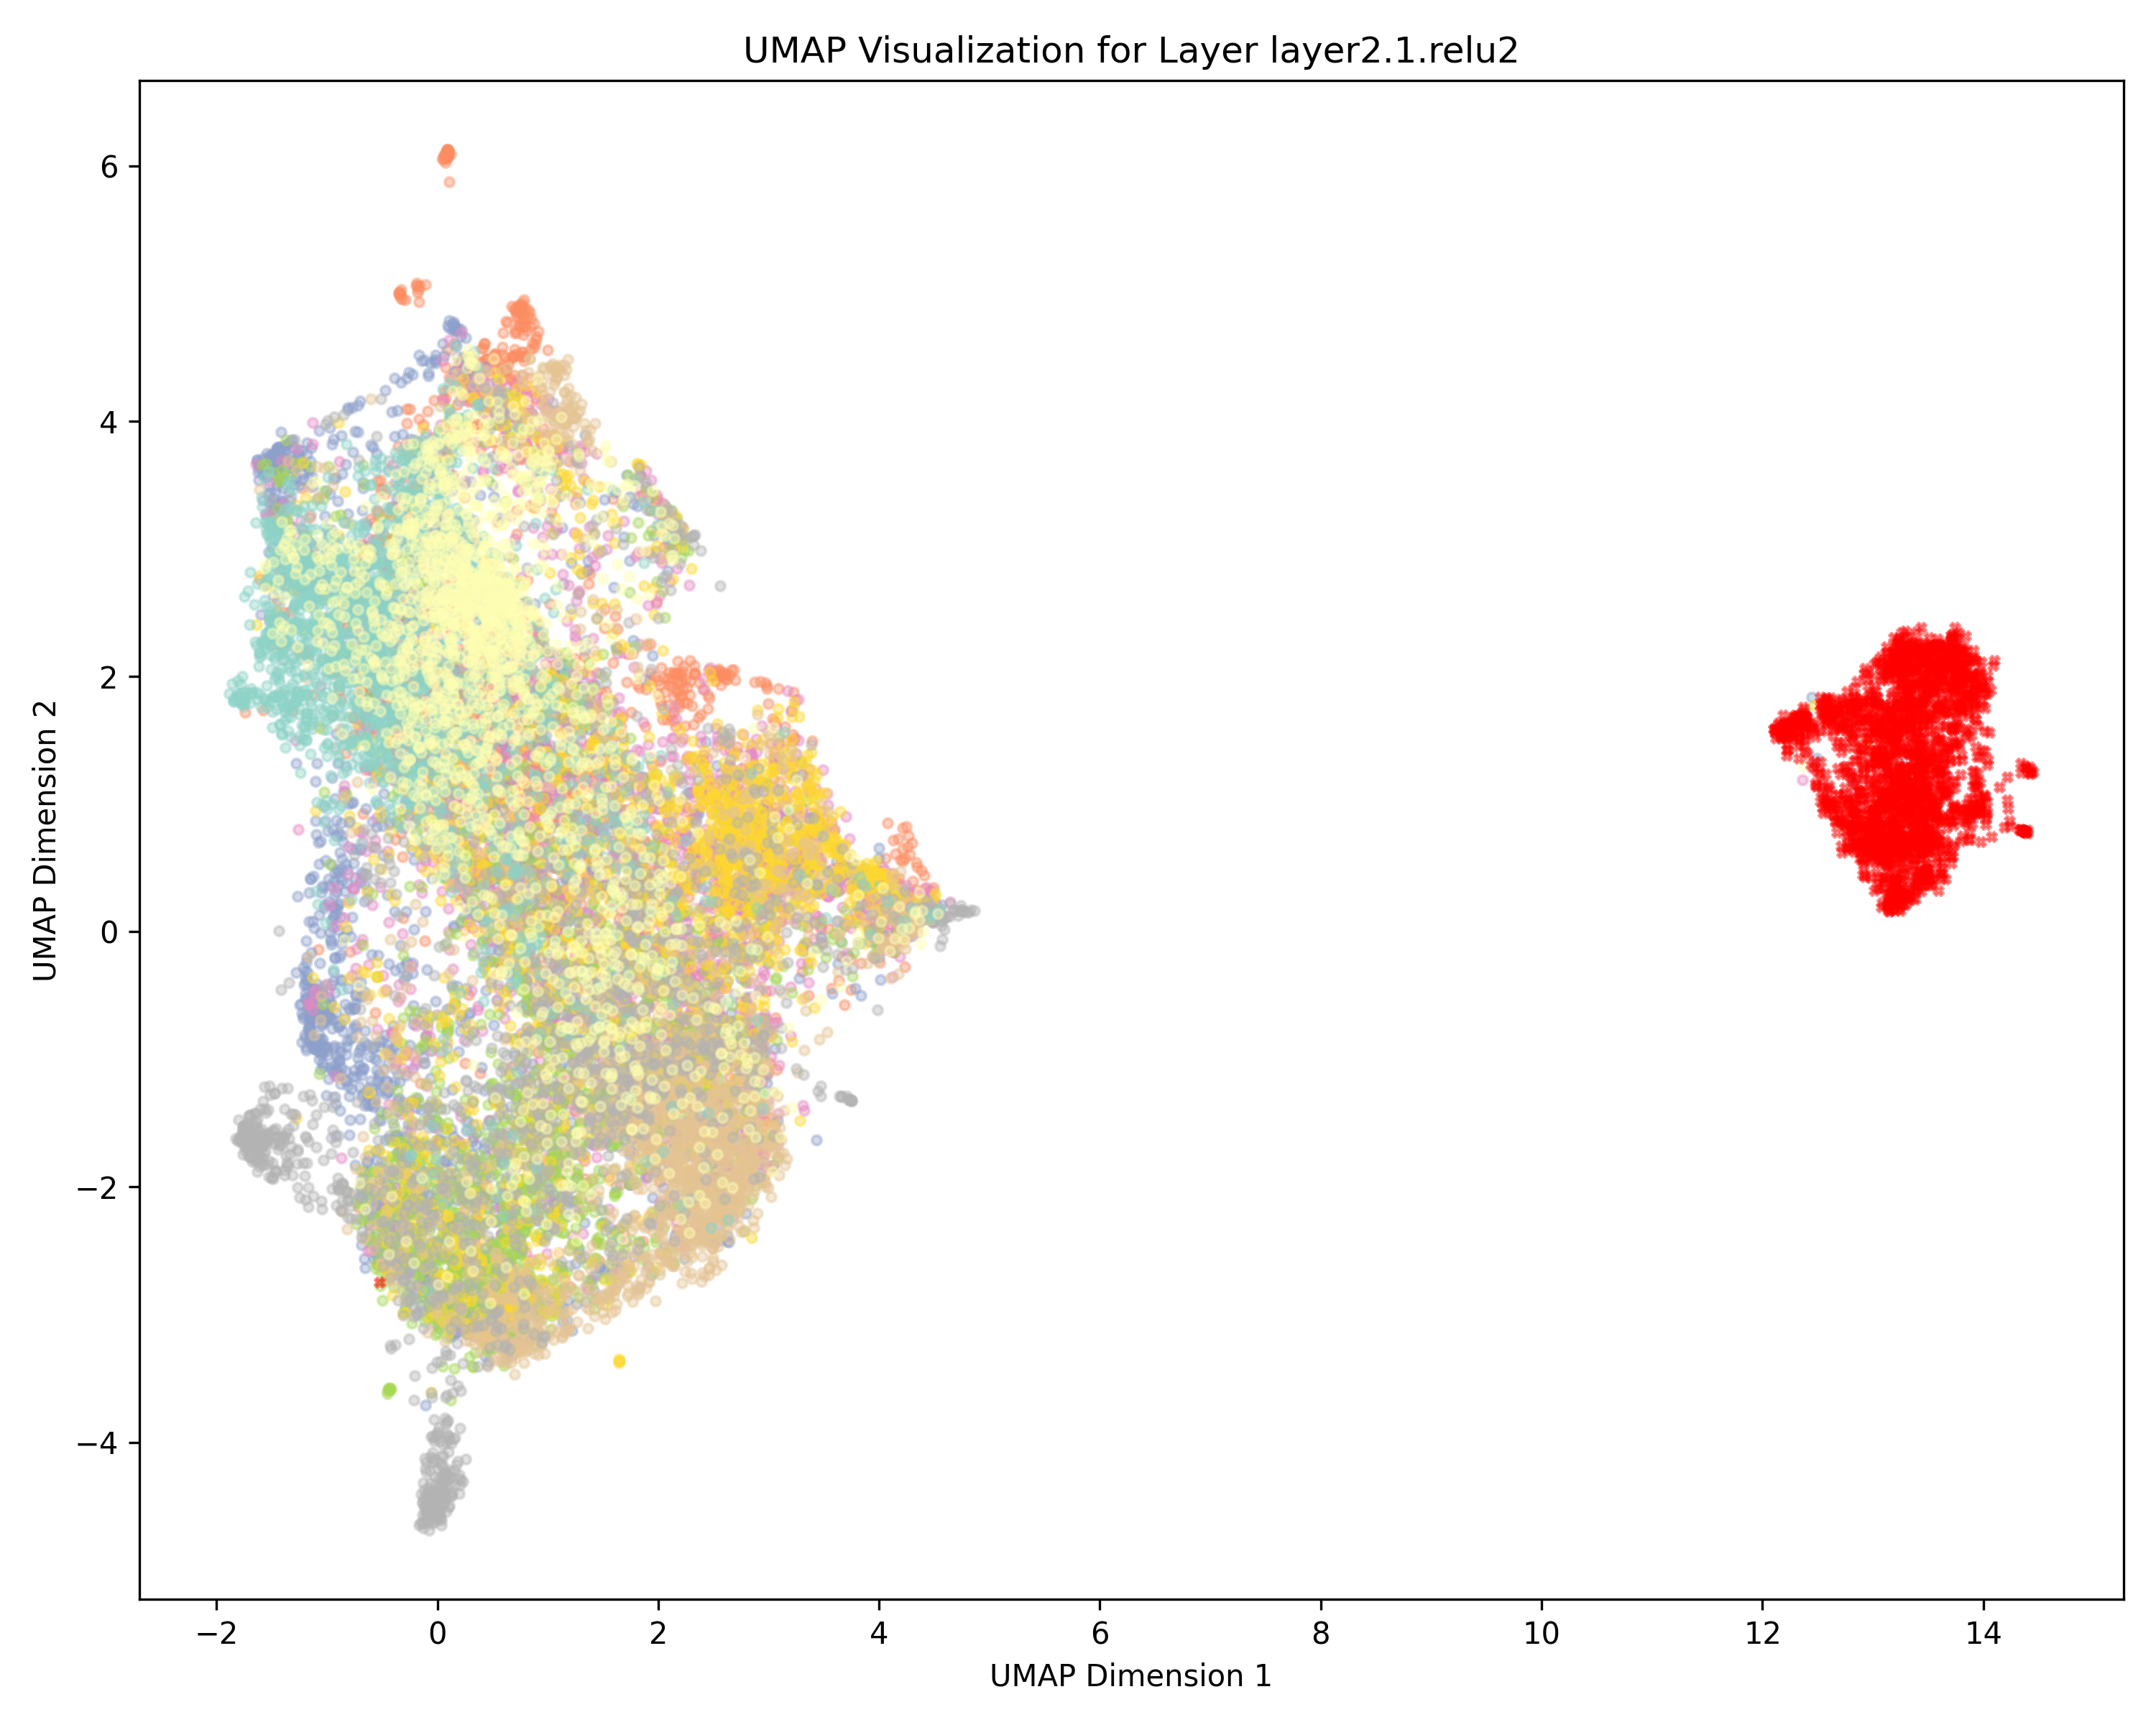 UMAP Visualization for Layer layer2.1.relu2
6
4
2
0
−2
−4
UMAP Dimension 2
−2 0 2 4 6 8 10 12 14
UMAP Dimension 1